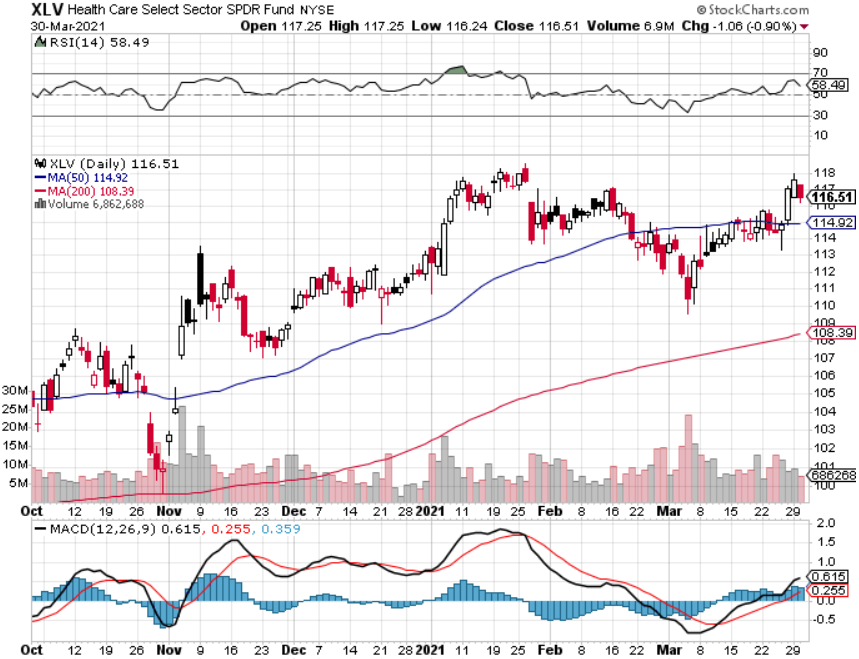 XLV Health Care Select Sector SPDR Fund NYSE © StockCharts.com
30-Mar-2021 Open 117.25 High 117.25 Low 116.24 Close 116.51 Volume 6.9M Chg -1.06 (-0.90%)
RSI(14) 58.49
90
70
58.49
50
30
10
XLV (Daily) 116.51
MA(50) 114.92
MA(200) 108.39
Volume 6,862,688
118
117
116.51
116
114.92
114
113
112
111
110
109
108.39
108
107
106
105
104
103
102
101
100
30M
25M
20M
15M
10M
5M
686268
Oct 12 19 26 Nov 9 16 23 Dec 7 14 21 28 2021 11 19 25 Feb 8 16 22 Mar 8 15 22 29
MACD(12,26,9) 0.615, 0.255, 0.359
2.0
1.5
1.0
0.615
0.255
0.0
-0.5
Oct 12 19 26 Nov 9 16 23 Dec 7 14 21 28 2021 11 19 25 Feb 8 16 22 Mar 8 15 22 29